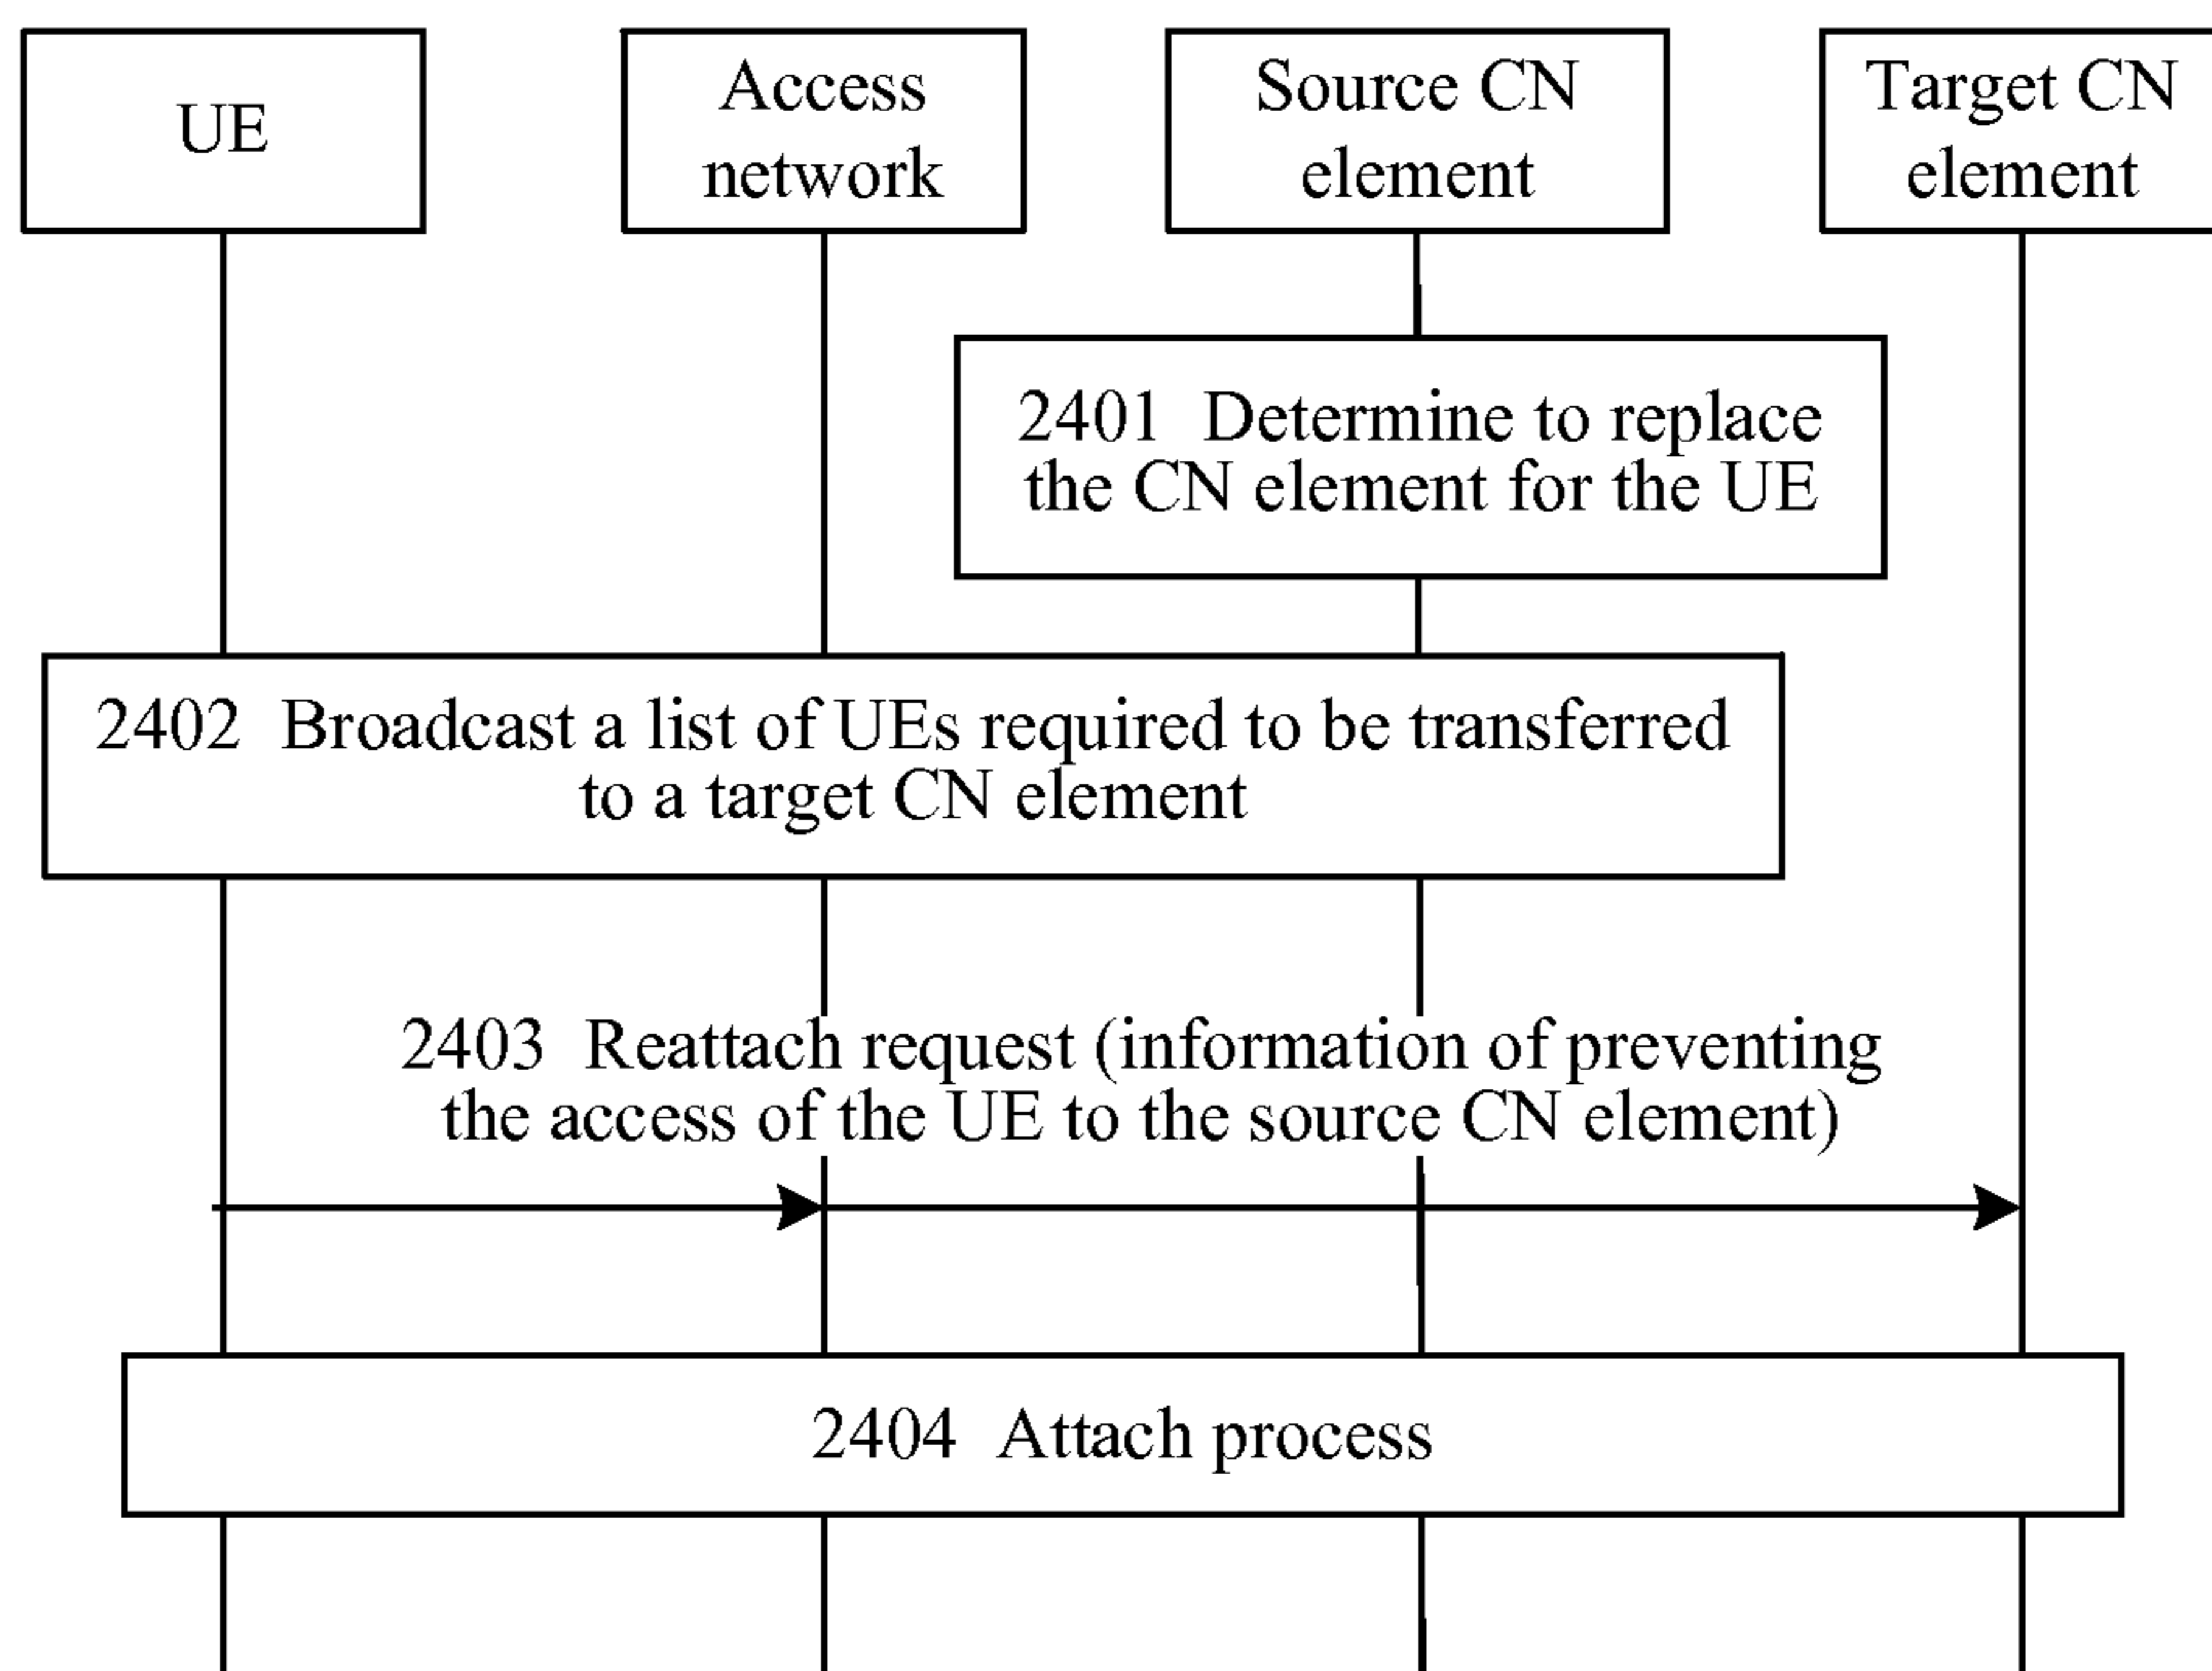 UE
Access
network
Source CN
element
Target CN
element
2401 Determine to replace
the CN element for the UE
2402 Broadcast a list of UEs required to be transferred
to a target CN element
2403 Reattach request (information of preventing
the access of the UE to the source CN element)
2404 Attach process